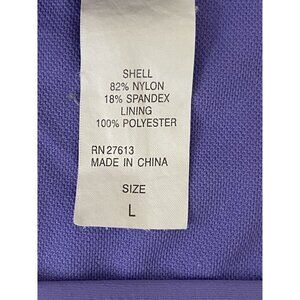 SHELL
82% NYLON
18% SPANDEX
LINING
100% POLYESTER
RN 27613
MADE IN CHINA
SIZE
L